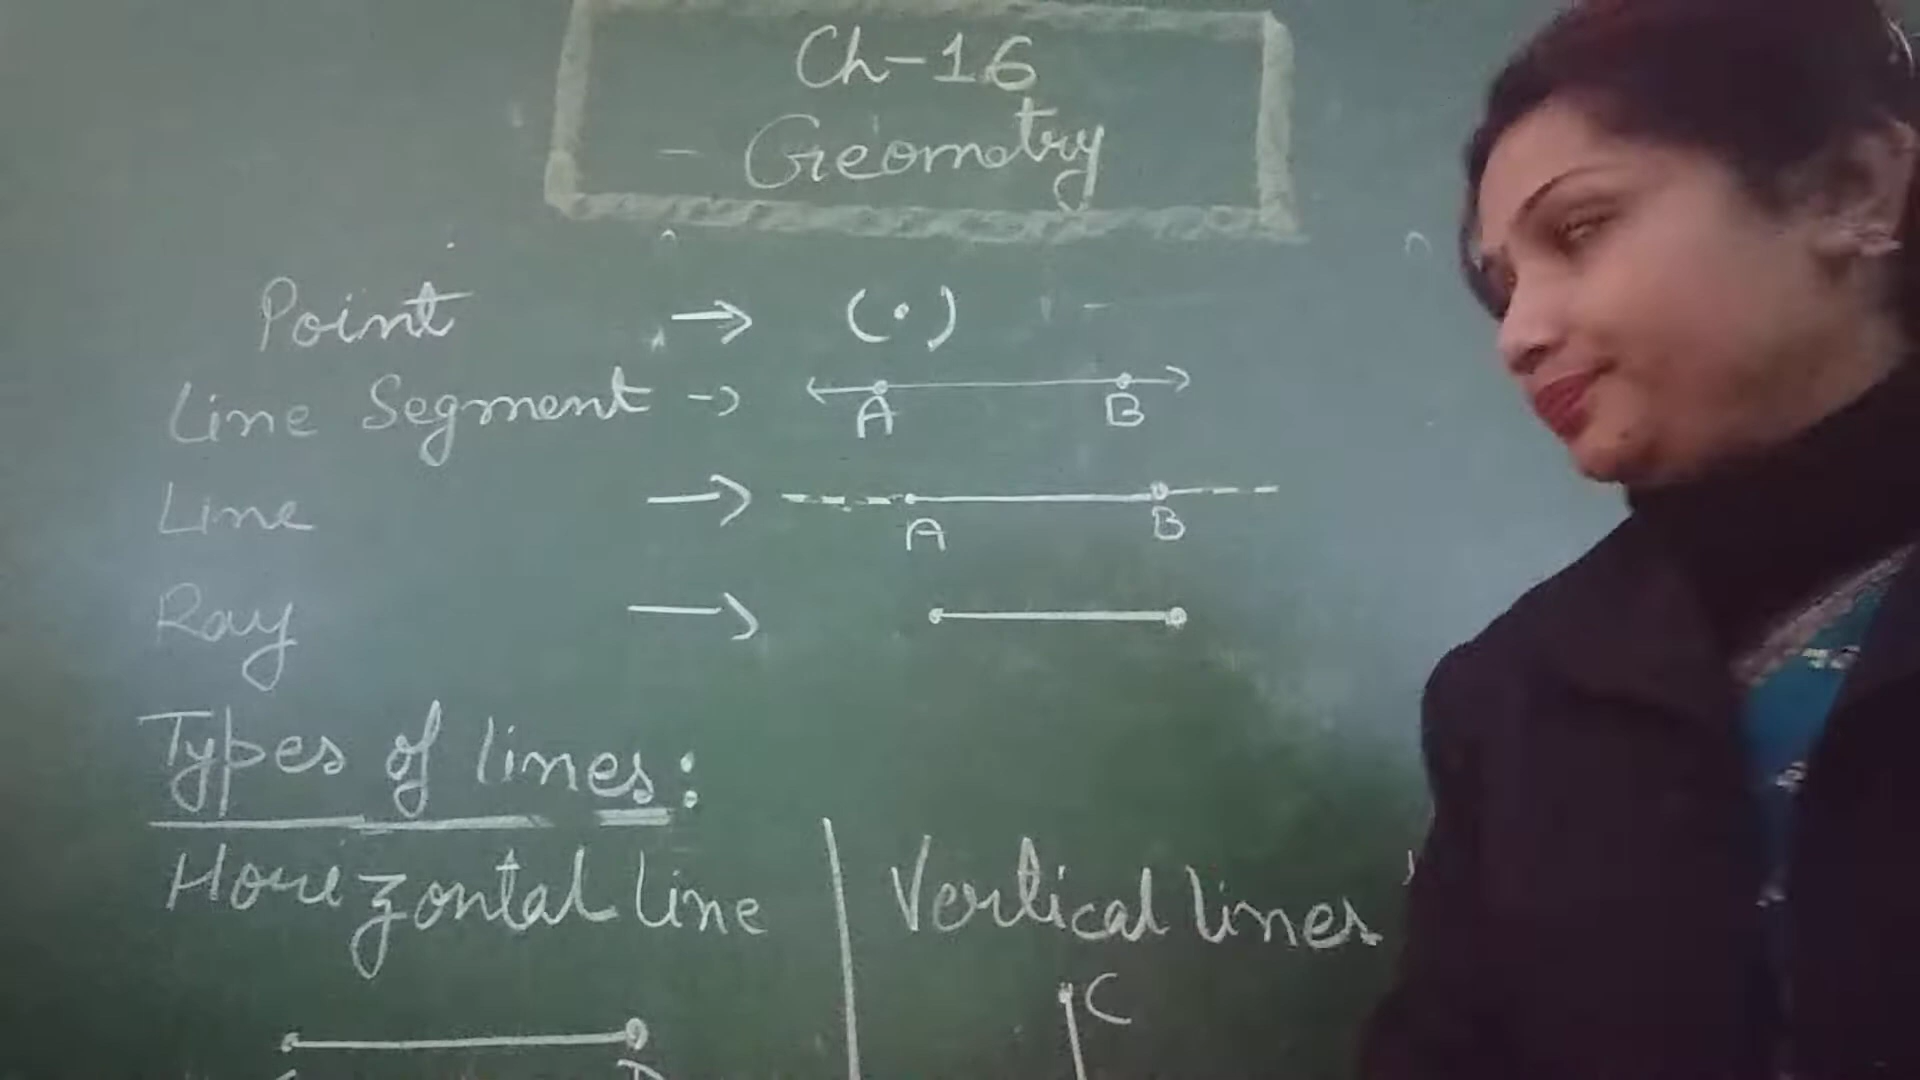 Ch-16
- Geometry
Point → (·)
Line Segment → A B
Line → A B
Ray →
Types of lines:
Horizontal line
Vertical lines
C